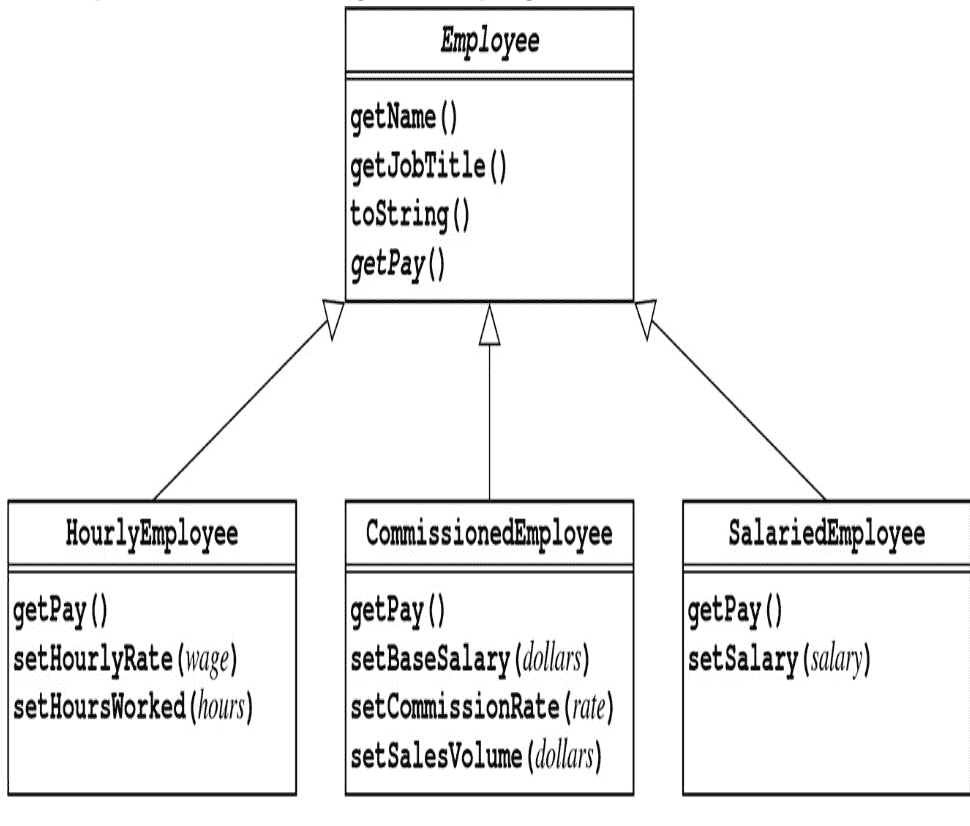 Employee
getName()
getJobTitle()
toString()
getPay()
HourlyEmployee
getPay()
setHourlyRate(wage)
setHoursWorked(hours)
CommissionedEmployee
getPay()
setBaseSalary(dollars)
setCommissionRate(rate)
setSalesVolume(dollars)
SalariedEmployee
getPay()
setSalary(salary)